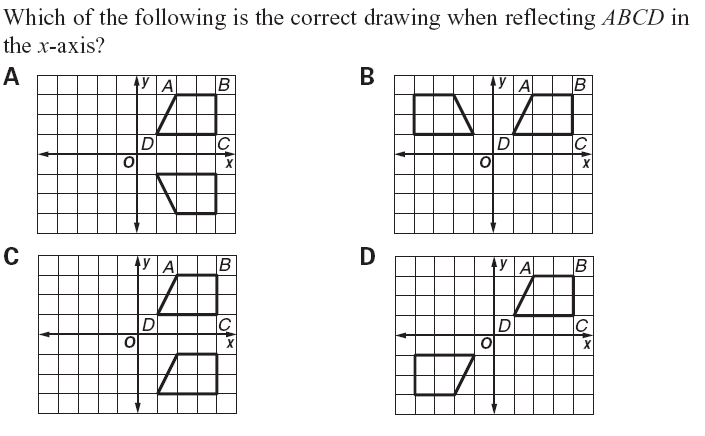 Which of the following is the correct drawing when reflecting ABCD in
the x-axis?
A
y A B
D C
O x
B
y A B
D C
O x
C
y A B
D C
O x
D
y A B
D C
O x